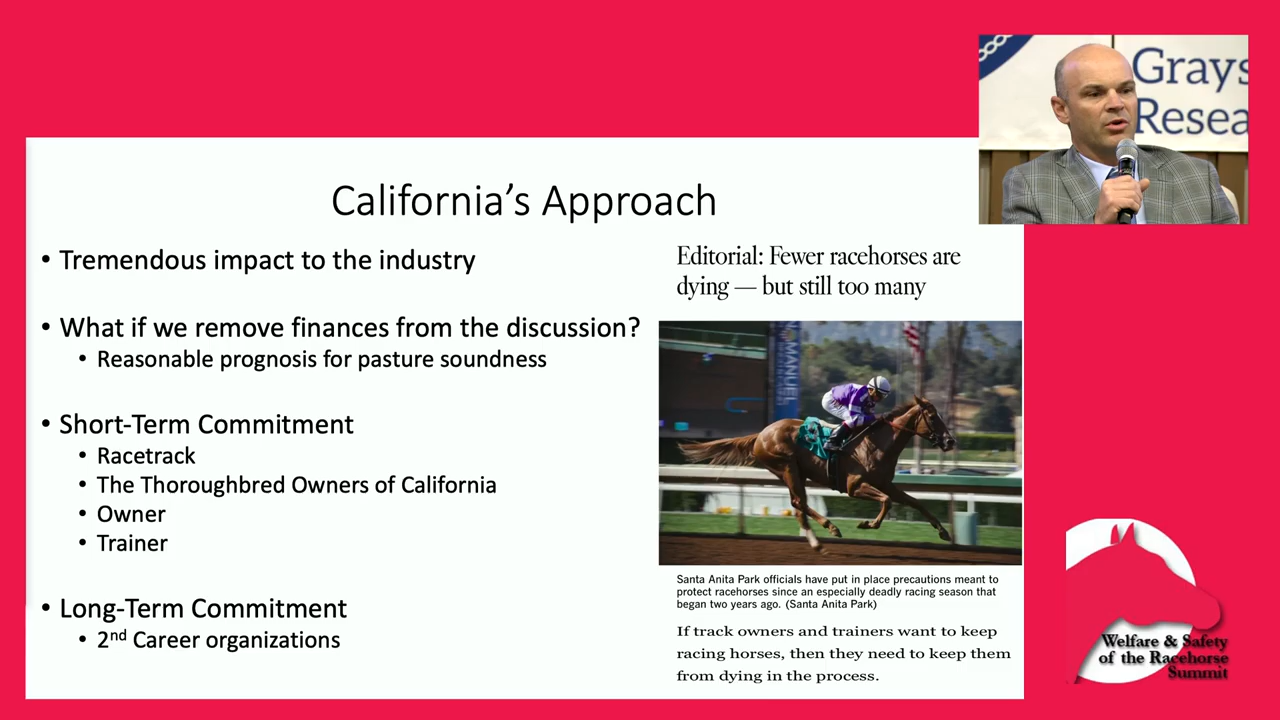 Grays
Resea
California's Approach
• Tremendous impact to the industry
• What if we remove finances from the discussion?
• Reasonable prognosis for pasture soundness
• Short-Term Commitment
• Racetrack
• The Thoroughbred Owners of California
• Owner
• Trainer
• Long-Term Commitment
• 2nd Career organizations
Editorial: Fewer racehorses are
dying — but still too many
MANUEL
Santa Anita Park officials have put in place precautions meant to
protect racehorses since an especially deadly racing season that
began two years ago. (Santa Anita Park)
If track owners and trainers want to keep
racing horses, then they need to keep them
from dying in the process.
Welfare & Safety
of the Racehorse
Summit